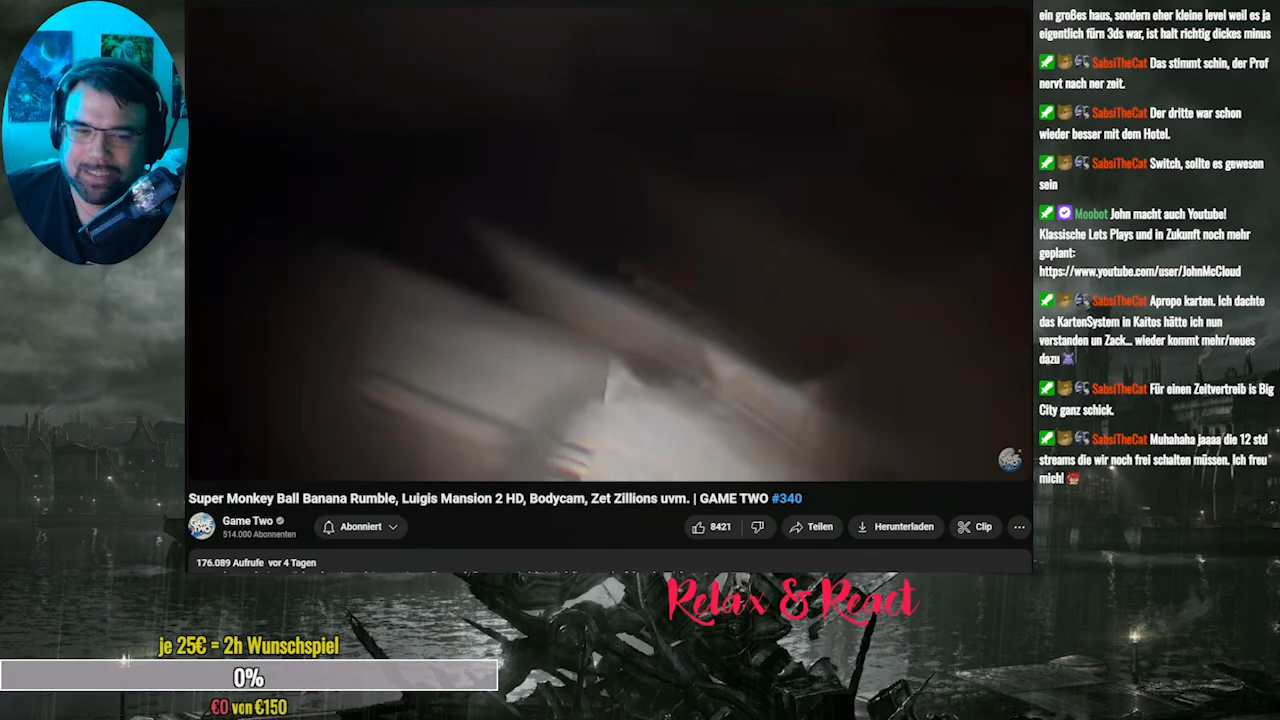 ein großes haus, sondern eher kleine level weil es ja
eigentlich fürn 3ds war, ist halt richtig dickes minus
SabsiTheCat Das stimmt schin, der Prof
nervt nach ner zeit.
SabsiTheCat Der dritte war schon
wieder besser mit dem Hotel.
SabsiTheCat Switch, sollte es gewesen
sein
Moobot John macht auch Youtube!
Klassische Lets Plays und in Zukunft noch mehr
geplant:
https://www.youtube.com/user/JohnMcCloud
SabsiTheCat Apropo karten. Ich dachte
das KartenSystem in Kaitos hätte ich nun
verstanden un Zack... wieder kommt mehr/neues
dazu
SabsiTheCat Für einen Zeitvertreib is Big
City ganz schick.
SabsiTheCat Muhahaha jaaaa die 12 std
streams die wir noch frei schalten müssen. Ich freu
mich!
GAME TWO
Super Monkey Ball Banana Rumble, Luigis Mansion 2 HD, Bodycam, Zet Zillions uvm. | GAME TWO #340
GAME TWO
Game Two
514.000 Abonnenten
Abonniert
8421
Teilen
Herunterladen
Clip
176.089 Aufrufe vor 4 Tagen
Relax & React
je 25€ = 2h Wunschspiel
0%
€0 von €150